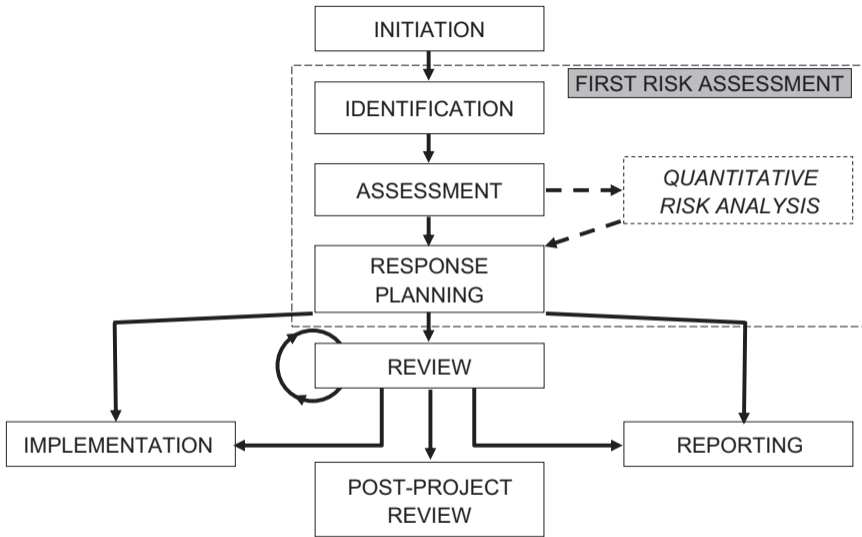 INITIATION
FIRST RISK ASSESSMENT
IDENTIFICATION
ASSESSMENT
QUANTITATIVE
RISK ANALYSIS
RESPONSE
PLANNING
REVIEW
IMPLEMENTATION
REPORTING
POST-PROJECT
REVIEW